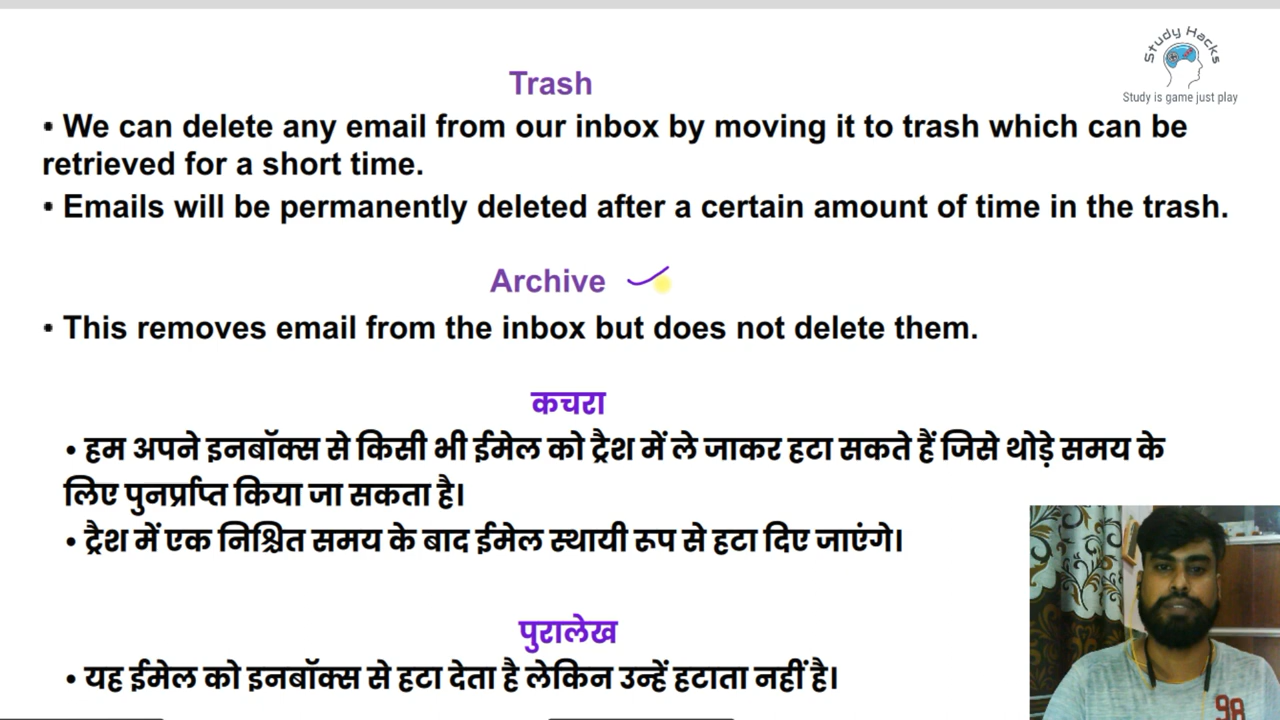 Study Hacks
Study is game just play
Trash
• We can delete any email from our inbox by moving it to trash which can be
retrieved for a short time.
• Emails will be permanently deleted after a certain amount of time in the trash.
Archive
• This removes email from the inbox but does not delete them.
कचरा
• हम अपने इनबॉक्स से किसी भी ईमेल को ट्रैश में ले जाकर हटा सकते हैं जिसे थोड़े समय के
लिए पुनर्प्राप्त किया जा सकता है।
• ट्रैश में एक निश्चित समय के बाद ईमेल स्थायी रूप से हटा दिए जाएंगे।
पुरालेख
• यह ईमेल को इनबॉक्स से हटा देता है लेकिन उन्हें हटाता नहीं है।
98